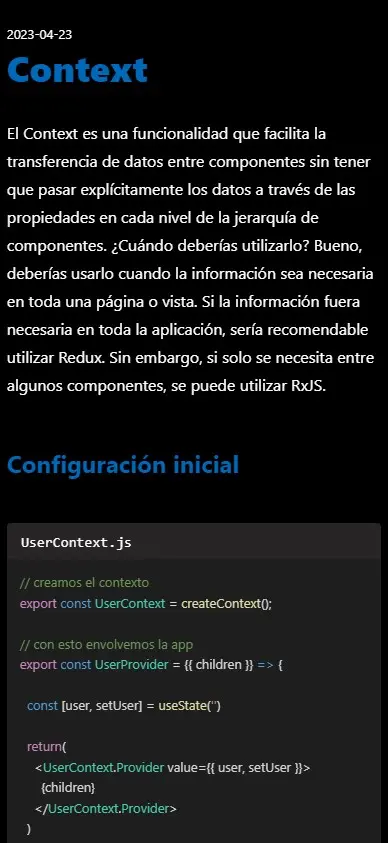 2023-04-23
Context
El Context es una funcionalidad que facilita la
transferencia de datos entre componentes sin tener
que pasar explícitamente los datos a través de las
propiedades en cada nivel de la jerarquía de
componentes. ¿Cuándo deberías utilizarlo? Bueno,
deberías usarlo cuando la información sea necesaria
en toda una página o vista. Si la información fuera
necesaria en toda la aplicación, sería recomendable
utilizar Redux. Sin embargo, si solo se necesita entre
algunos componentes, se puede utilizar RxJS.
Configuración inicial
UserContext.js
// creamos el contexto
export const UserContext = createContext();
// con esto envolvemos la app
export const UserProvider = {{ children }} => {
const [user, setUser] = useState('')
return(
<UserContext.Provider value={{ user, setUser }}>
{children}
</UserContext.Provider>
)